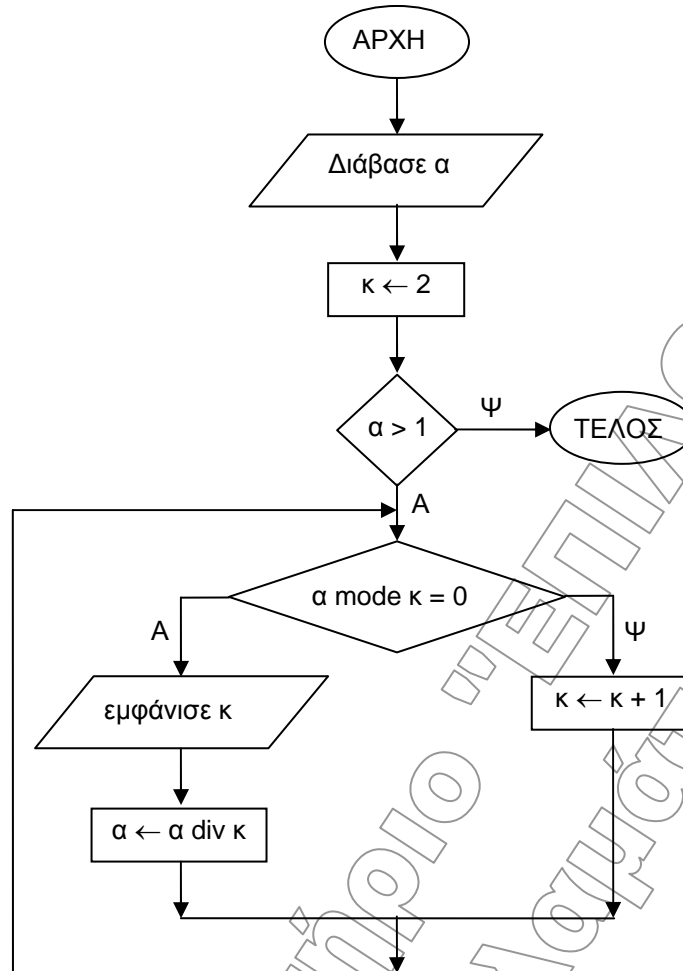 ΑΡΧΗ
Διάβασε α
κ ← 2
α > 1
Ψ
ΤΕΛΟΣ
Α
α mode κ = 0
Α
Ψ
εμφάνισε κ
κ ← κ + 1
α ← α div κ